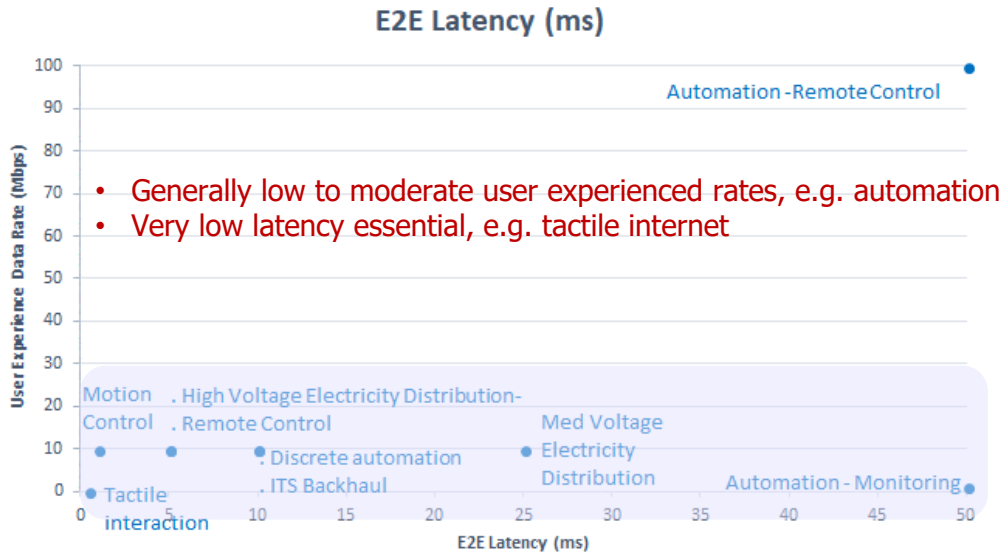 E2E Latency (ms)
100
90
80
70
60
50
40
30
20
10
0
User Experience Data Rate (Mbps)
Automation -Remote Control
• Generally low to moderate user experienced rates, e.g. automation
• Very low latency essential, e.g. tactile internet
Motion
Control
. High Voltage Electricity Distribution-
. Remote Control
. Discrete automation
. ITS Backhaul
Med Voltage
Electricity
Distribution
Automation - Monitoring
Tactile
interaction
0 5 10 15 20 25 30 35 40 45 50
E2E Latency (ms)